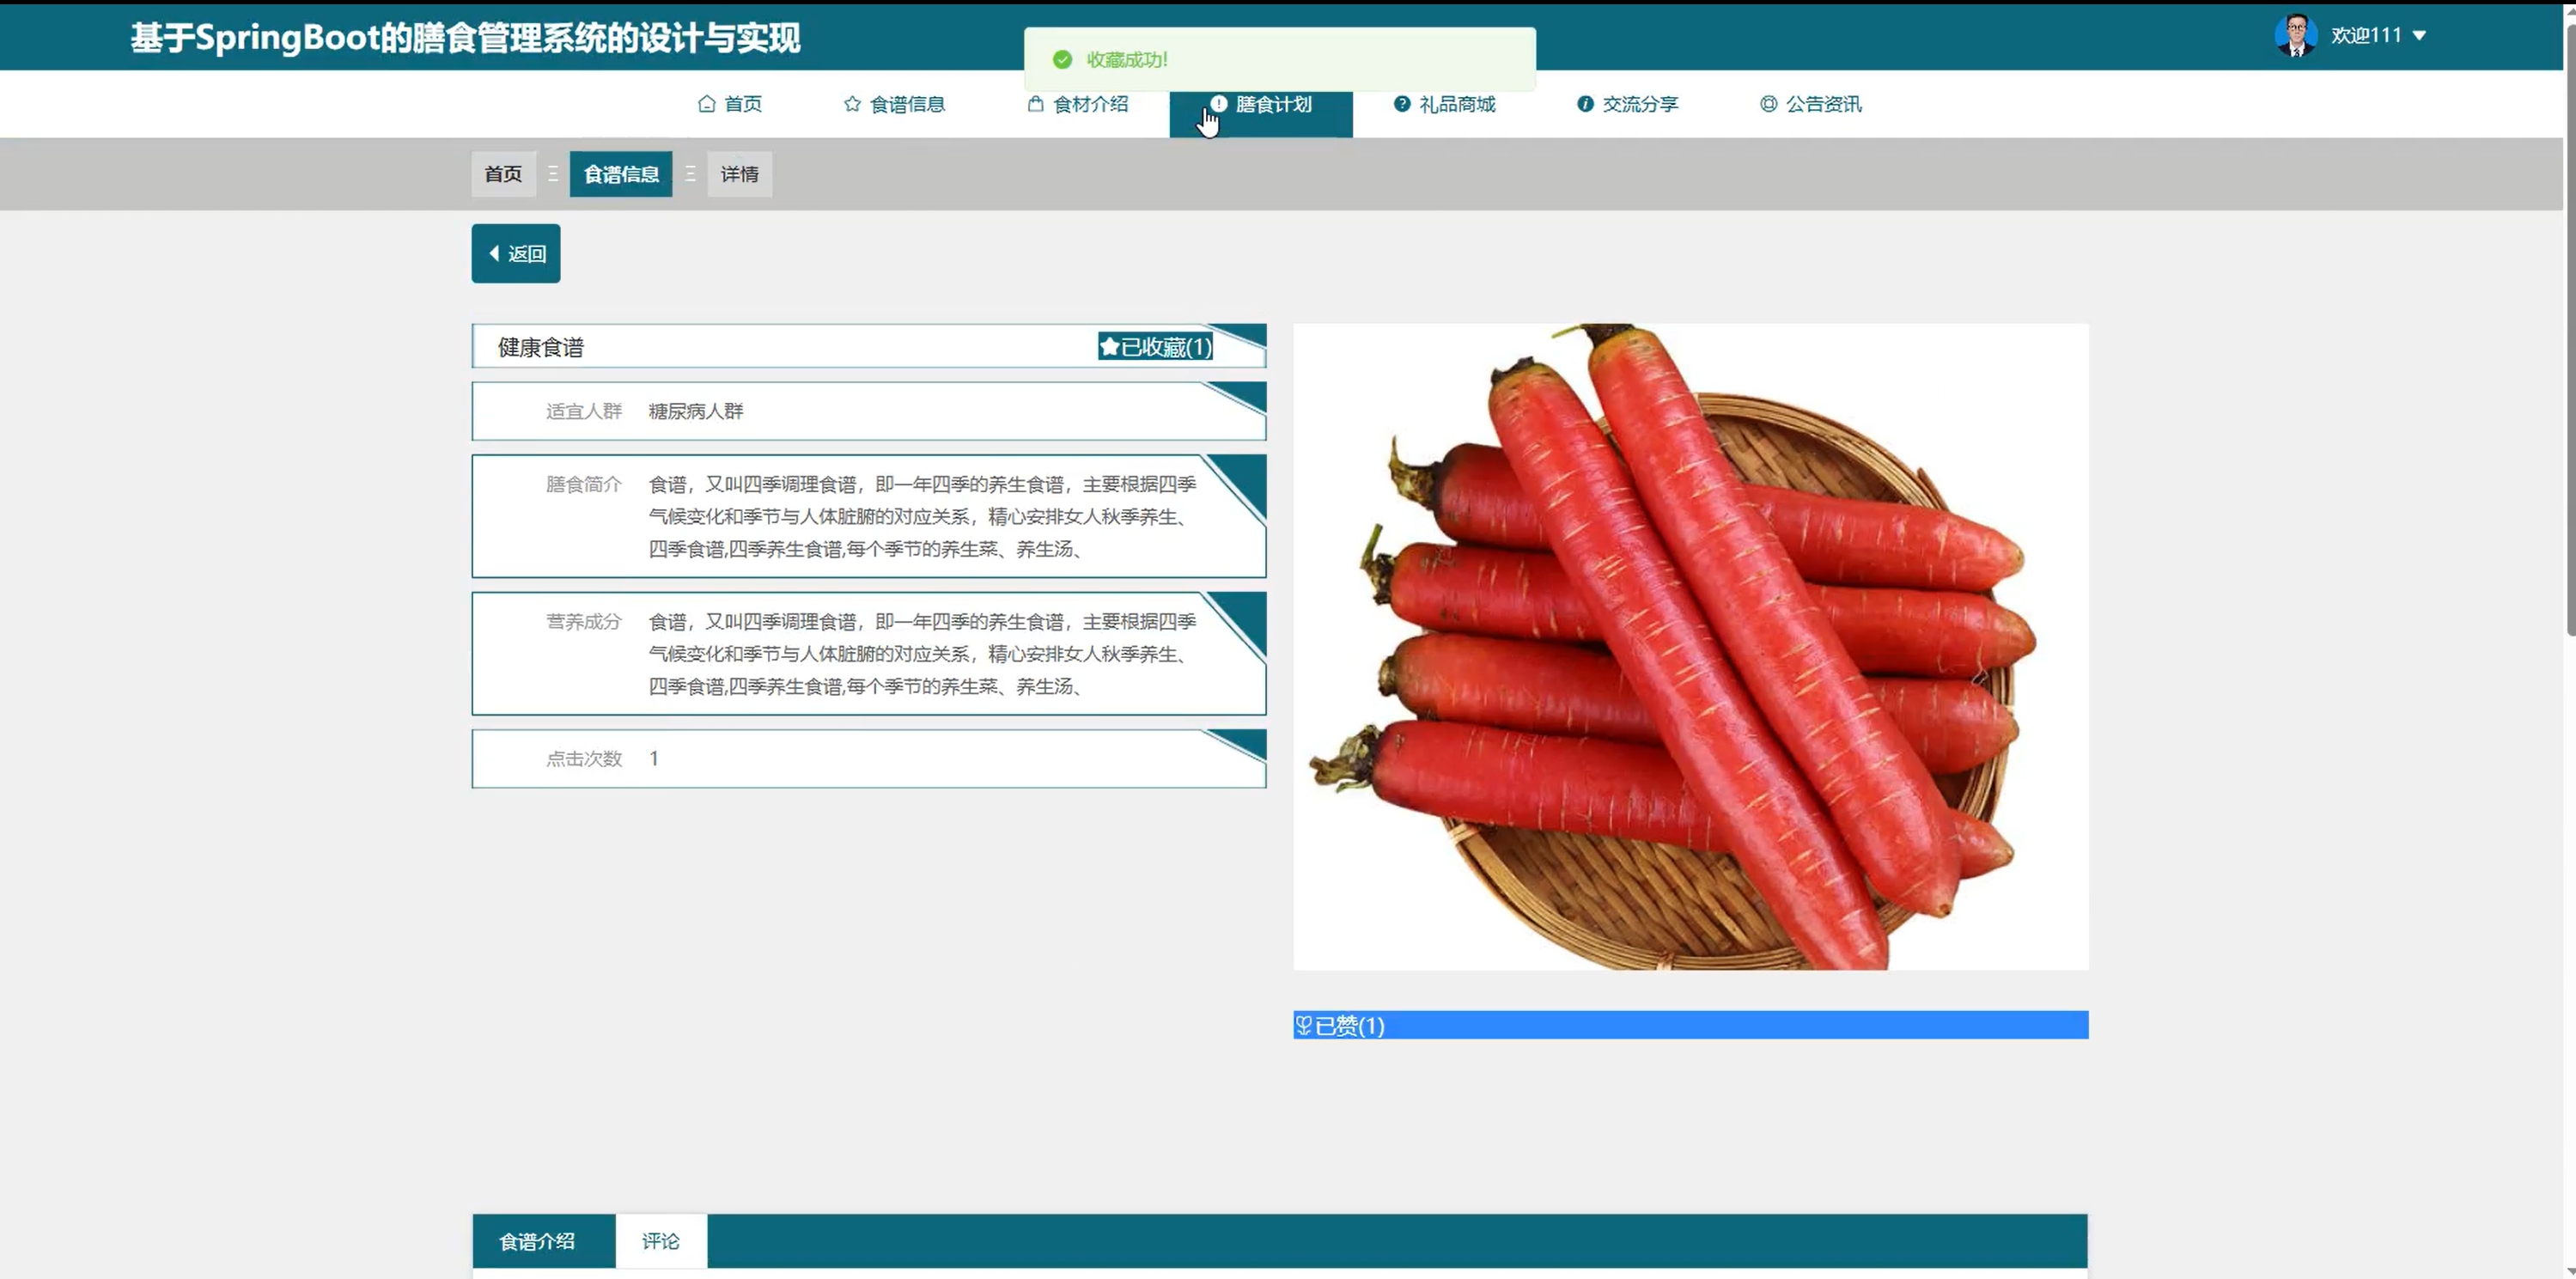 基于SpringBoot的膳食管理系统的设计与实现
收藏成功!
欢迎111
首页
食谱信息
食材介绍
膳食计划
礼品商城
交流分享
公告资讯
首页
食谱信息
详情
返回
健康食谱
已收藏(1)
适宜人群 糖尿病人群
膳食简介 食谱，又叫四季调理食谱，即一年四季的养生食谱，主要根据四季
气候变化和季节与人体脏腑的对应关系，精心安排女人秋季养生、
四季食谱,四季养生食谱,每个季节的养生菜、养生汤、
营养成分 食谱，又叫四季调理食谱，即一年四季的养生食谱，主要根据四季
气候变化和季节与人体脏腑的对应关系，精心安排女人秋季养生、
四季食谱,四季养生食谱,每个季节的养生菜、养生汤、
点击次数 1
已赞(1)
食谱介绍
评论